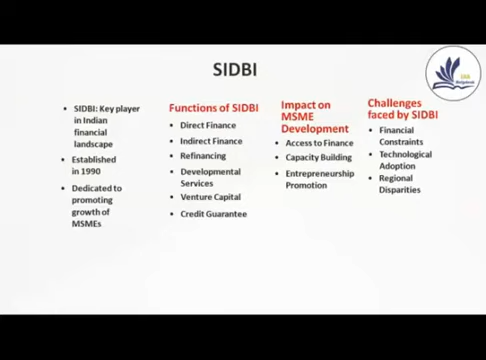 SIDBI
SIDBI: Key player
in Indian
financial
landscape
Established
in 1990
Dedicated to
promoting
growth of
MSMEs
Functions of SIDBI
Direct Finance
Indirect Finance
Refinancing
Developmental
Services
Venture Capital
Credit Guarantee
Impact on
MSME
Development
Access to Finance
Capacity Building
Entrepreneurship
Promotion
Challenges
faced by SIDBI
Financial
Constraints
Technological
Adoption
Regional
Disparities